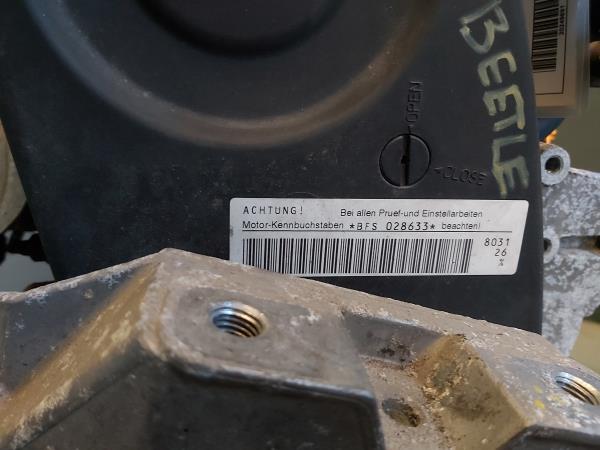 BEETLE
OPEN
CLOSE
ACHTUNG! Bei allen Pruef-und Einstellarbeiten
Motor-Kennbuchstaben *BFS 028633* beachten!
8031
26
%